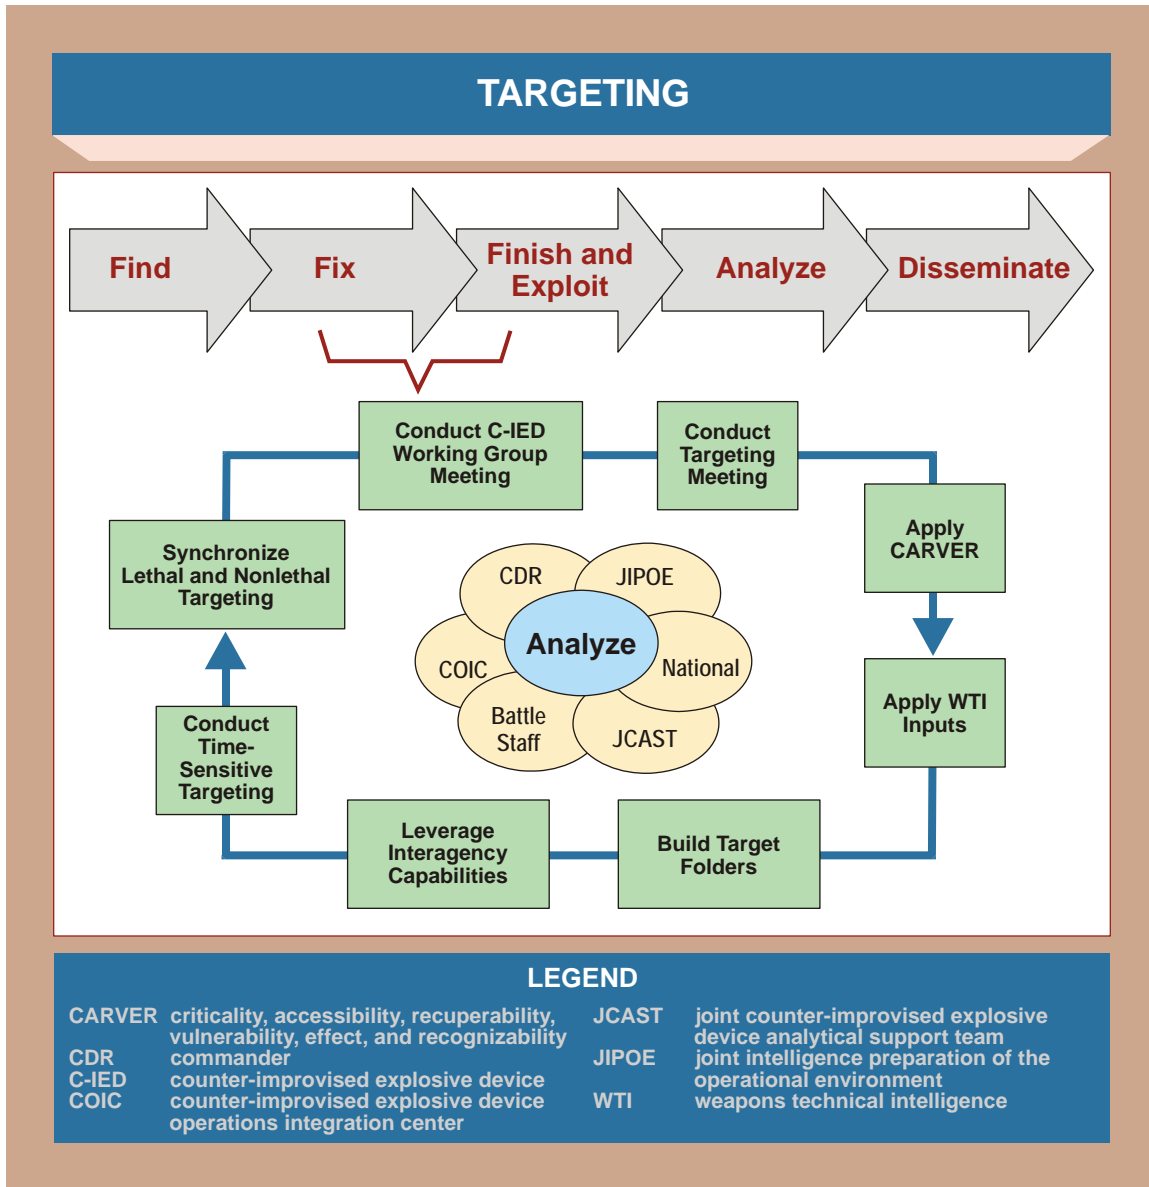 TARGETING
Find
Fix
Finish and
Exploit
Analyze
Disseminate
Conduct C-IED
Working Group
Meeting
Conduct
Targeting
Meeting
Apply
CARVER
Synchronize
Lethal and Nonlethal
Targeting
CDR
JIPOE
Analyze
COIC
National
Battle
Staff
JCAST
Apply WTI
Inputs
Conduct
Time-
Sensitive
Targeting
Leverage
Interagency
Capabilities
Build Target
Folders
LEGEND
CARVER criticality, accessibility, recuperability,
vulnerability, effect, and recognizability
CDR commander
C-IED counter-improvised explosive device
COIC counter-improvised explosive device
operations integration center
JCAST joint counter-improvised explosive
device analytical support team
JIPOE joint intelligence preparation of the
operational environment
WTI weapons technical intelligence